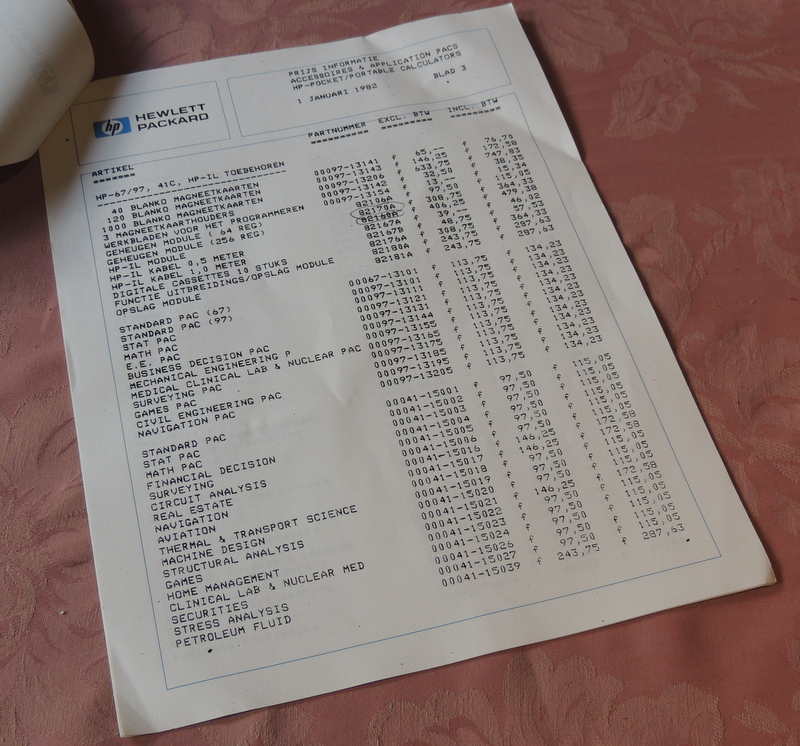 hp HEWLETT PACKARD
PRIJS INFORMATIE
ACCESSOIRES & APPLICATION PACS
HP-POCKET/PORTABLE CALCULATORS
1 JANUARI 1982 BLAD 3
ARTIKEL PARTNUMMER EXCL. BTW INCL. BTW
HP-67/97, 41C, HP-IL TOEBEHOREN
40 BLANKO MAGNEETKAARTEN 00097-13141 f 65,-- f 76,70
120 BLANKO MAGNEETKAARTEN 00097-13143 f 146,25 f 172,58
1000 BLANKO MAGNEETKAARTEN 00097-13206 f 633,75 f 747,83
3 MAGNEETKAARTHOUDERS 00097-13142 f 32,50 f 38,35
WERKBLADEN VOOR HET PROGRAMMEREN 00097-13154 f 13,-- f 15,34
GEHEUGEN MODULE ( 64 REG) 82106A f 97,50 f 115,05
GEHEUGEN MODULE (256 REG) 82170A f 308,75 f 364,33
HP-IL MODULE 82160A f 406,25 f 479,38
HP-IL KABEL 0,5 METER 82167A f 39,-- f 46,02
HP-IL KABEL 1,0 METER 82167B f 48,75 f 57,53
DIGITALE CASSETTES 10 STUKS 82176A f 308,75 f 364,33
FUNCTIE UITBREIDINGS/OPSLAG MODULE 82180A f 243,75 f 287,63
OPSLAG MODULE 82181A f 243,75 f 287,63
STANDARD PAC (67) 00067-13101 f 113,75 f 134,23
STANDARD PAC (97) 00097-13101 f 113,75 f 134,23
STAT PAC 00097-13111 f 113,75 f 134,23
MATH PAC 00097-13121 f 113,75 f 134,23
E.E. PAC 00097-13131 f 113,75 f 134,23
BUSINESS DECISION PAC 00097-13144 f 113,75 f 134,23
MECHANICAL ENGINEERING P 00097-13155 f 113,75 f 134,23
MEDICAL CLINICAL LAB & NUCLEAR PAC 00097-13165 f 113,75 f 134,23
SURVEYING PAC 00097-13175 f 113,75 f 134,23
GAMES PAC 00097-13185 f 113,75 f 134,23
CIVIL ENGINEERING PAC 00097-13195 f 113,75 f 134,23
NAVIGATION PAC 00097-13205 f 113,75 f 134,23
STANDARD PAC 00041-15001 f 97,50 f 115,05
STAT PAC 00041-15002 f 97,50 f 115,05
MATH PAC 00041-15003 f 97,50 f 115,05
FINANCIAL DECISION 00041-15004 f 97,50 f 115,05
SURVEYING 00041-15005 f 97,50 f 115,05
CIRCUIT ANALYSIS 00041-15006 f 97,50 f 115,05
REAL ESTATE 00041-15016 f 146,25 f 172,58
NAVIGATION 00041-15017 f 146,25 f 172,58
AVIATION 00041-15018 f 97,50 f 115,05
THERMAL & TRANSPORT SCIENCE 00041-15019 f 97,50 f 115,05
MACHINE DESIGN 00041-15020 f 97,50 f 115,05
STRUCTURAL ANALYSIS 00041-15021 f 146,25 f 172,58
GAMES 00041-15022 f 97,50 f 115,05
HOME MANAGEMENT 00041-15023 f 97,50 f 115,05
CLINICAL LAB & NUCLEAR MED 00041-15024 f 97,50 f 115,05
SECURITIES 00041-15026 f 97,50 f 115,05
STRESS ANALYSIS 00041-15027 f 97,50 f 115,05
PETROLEUM FLUID 00041-15039 f 243,75 f 287,63